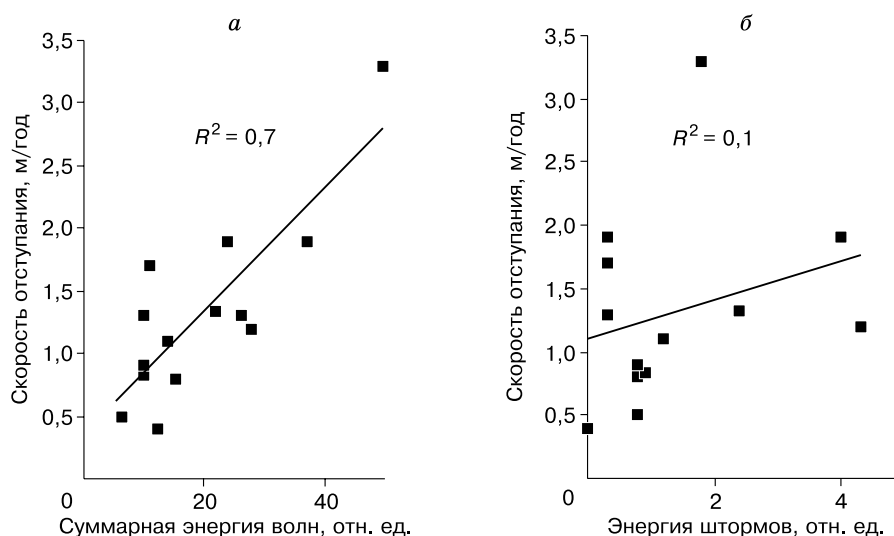 а
Скорость отступания, м/год
3,5
3,0
2,5
2,0
1,5
1,0
0,5
R² = 0,7
0
20
40
Суммарная энергия волн, отн. ед.
б
Скорость отступания, м/год
3,5
3,0
2,5
2,0
1,5
1,0
0,5
R² = 0,1
0
2
4
Энергия штормов, отн. ед.